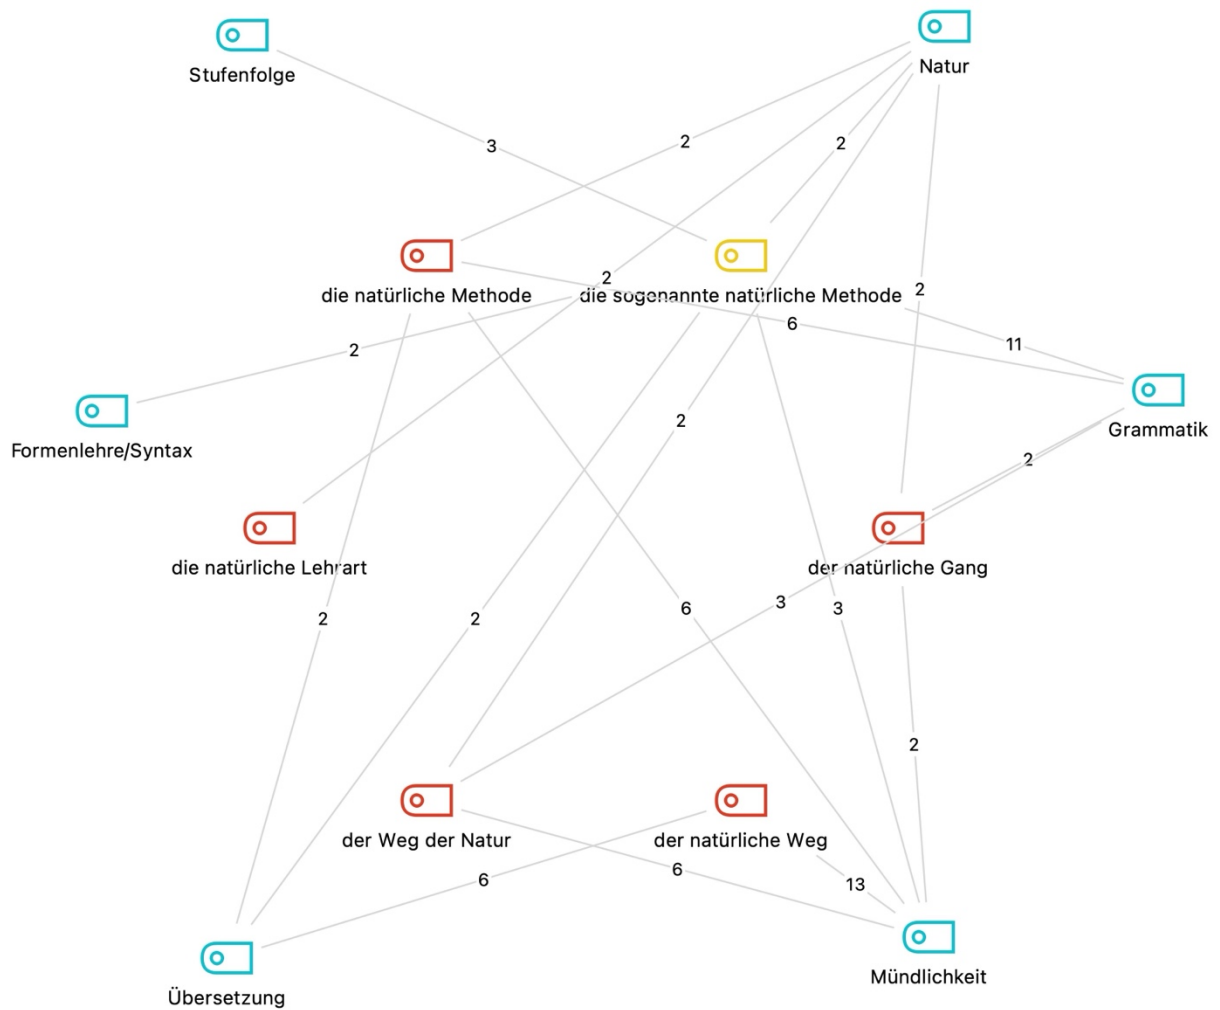 Stufenfolge
Natur
3
2
2
die natürliche Methode
die sogenannte natürliche Methode
2
2
6
11
2
Formenlehre/Syntax
Grammatik
2
2
die natürliche Lehrart
der natürliche Gang
2
2
6
3
3
2
der Weg der Natur
der natürliche Weg
6
6
13
Übersetzung
Mündlichkeit